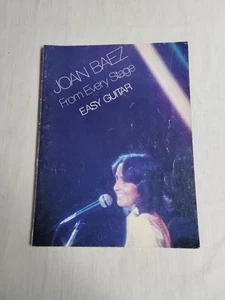 JOAN BAEZ
From Every Stage
EASY GUITAR